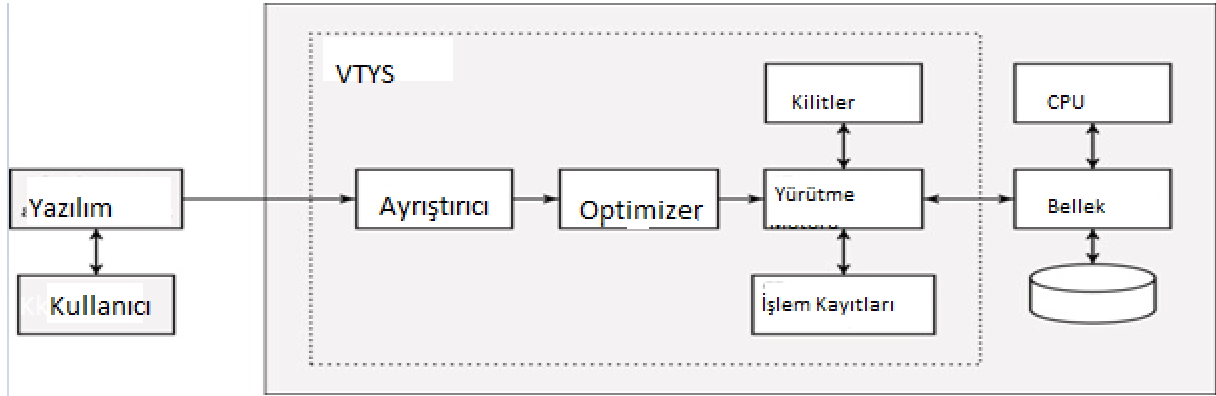 VTYS
Kilitler
CPU
Yazılım
Ayrıştırıcı
Optimizer
Yürütme
Bellek
Kullanıcı
İşlem Kayıtları